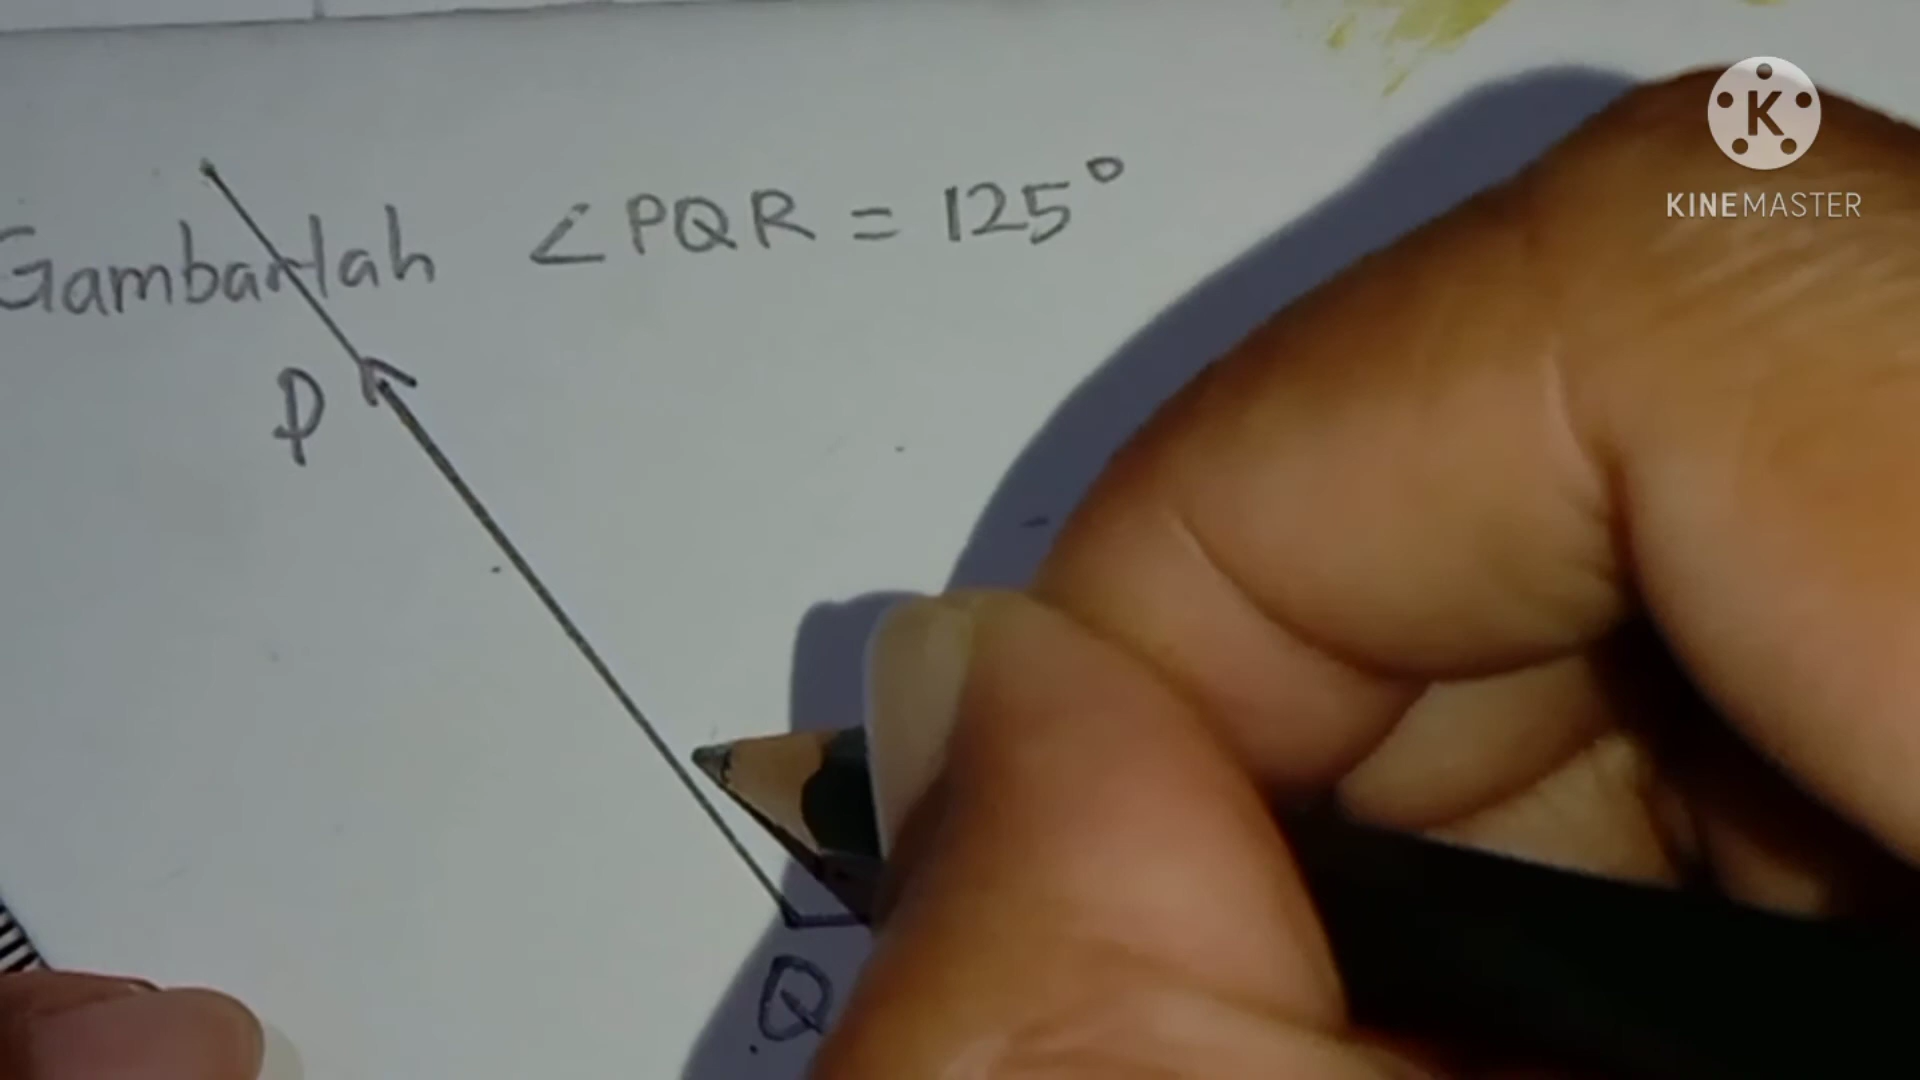 Gambarlah ∠PQR = 125°
P
Q
K
KINEMASTER